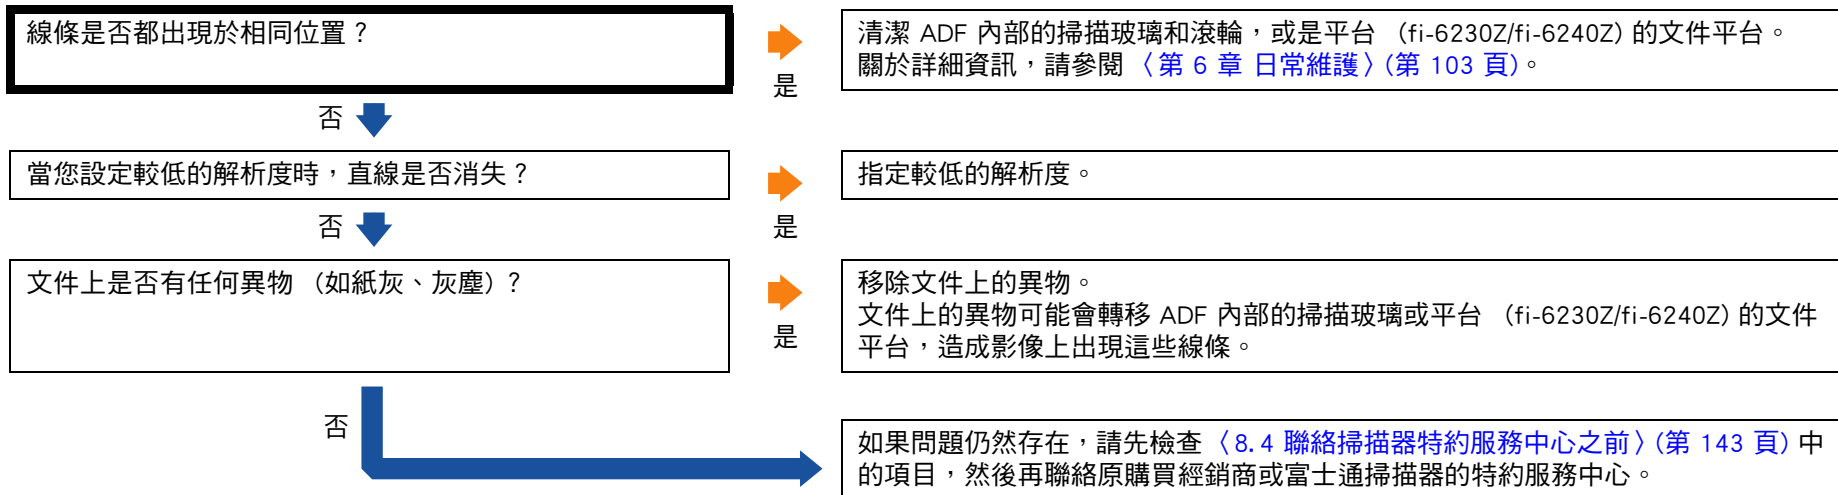 線條是否都出現於相同位置？
是
清潔 ADF 內部的掃描玻璃和滾輪，或是平台 (fi-6230Z/fi-6240Z) 的文件平台。
關於詳細資訊，請參閱〈第 6 章 日常維護〉(第 103 頁)。
否
當您設定較低的解析度時，直線是否消失？
是
指定較低的解析度。
否
文件上是否有任何異物 (如紙灰、灰塵)？
是
移除文件上的異物。
文件上的異物可能會轉移 ADF 內部的掃描玻璃或平台 (fi-6230Z/fi-6240Z) 的文件
平台，造成影像上出現這些線條。
否
如果問題仍然存在，請先檢查〈8.4 聯絡掃描器特約服務中心之前〉(第 143 頁) 中
的項目，然後再聯絡原購買經銷商或富士通掃描器的特約服務中心。